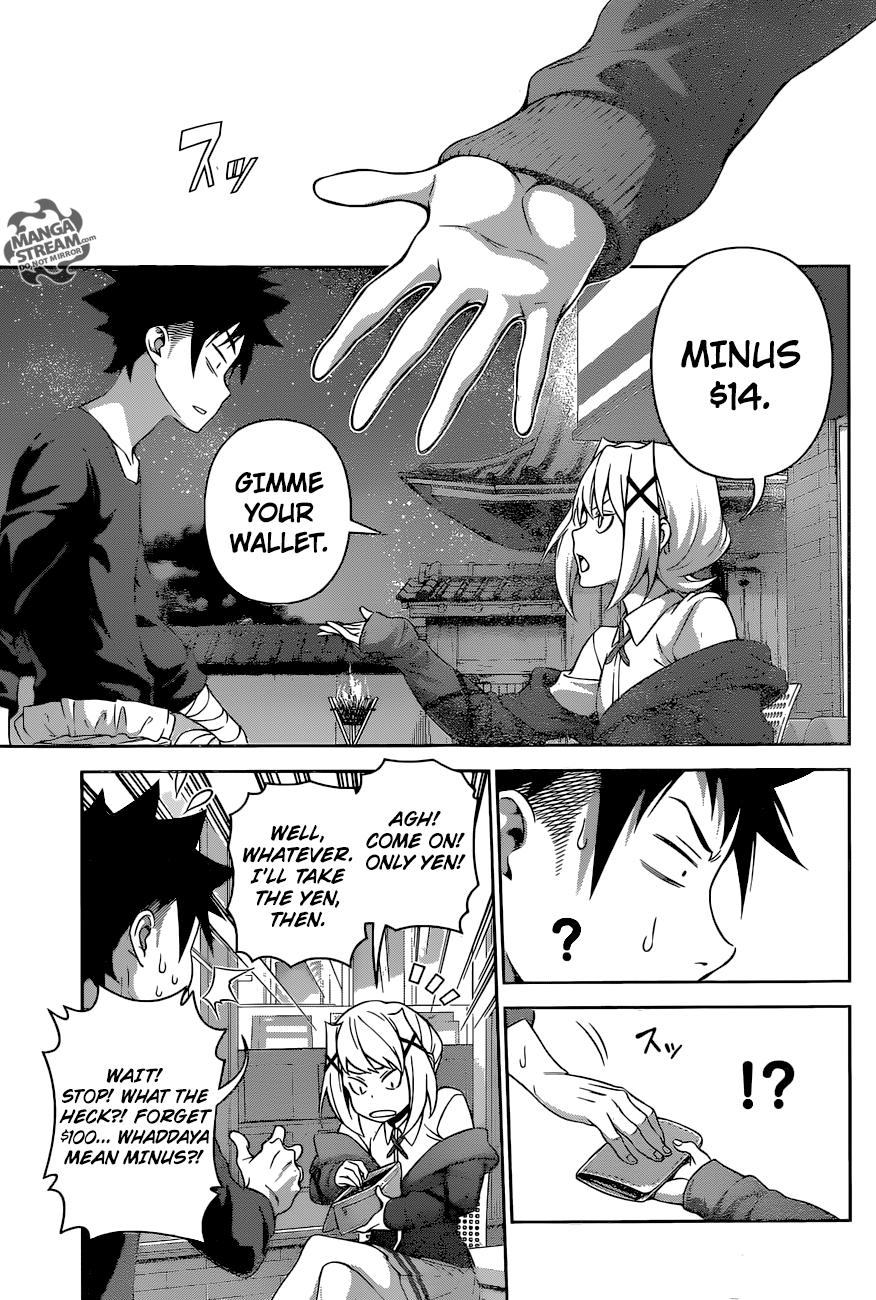 スッ
MANGA
STREAM.com
DO NOT MIRROR
MINUS
$14.
GIMME
YOUR
WALLET.
?
スッ
!?
AGH!
COME ON!
ONLY YEN!
WELL,
WHATEVER.
I'LL TAKE
THE YEN,
THEN.
WAIT!
STOP! WHAT THE
HECK?! FORGET
$100... WHADDAYA
MEAN MINUS?!